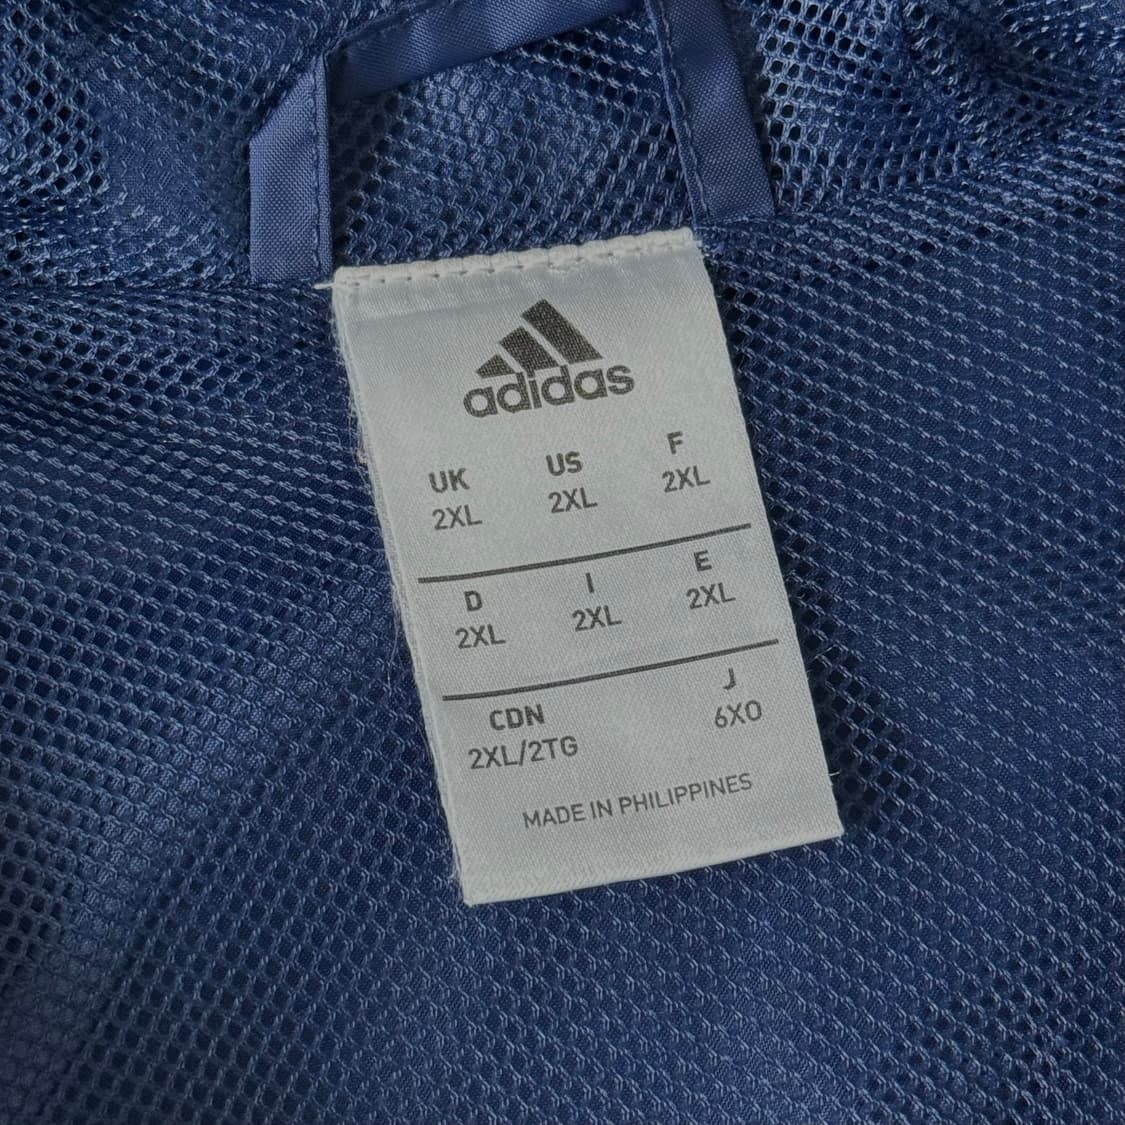 adidas
UK US F
2XL 2XL 2XL
D I E
2XL 2XL 2XL
CDN J
2XL/2TG 6XO
MADE IN PHILIPPINES